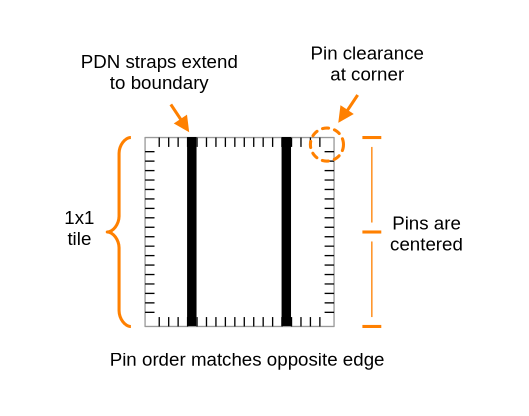 PDN straps extend
to boundary
Pin clearance
at corner
1x1
tile
Pins are
centered
Pin order matches opposite edge